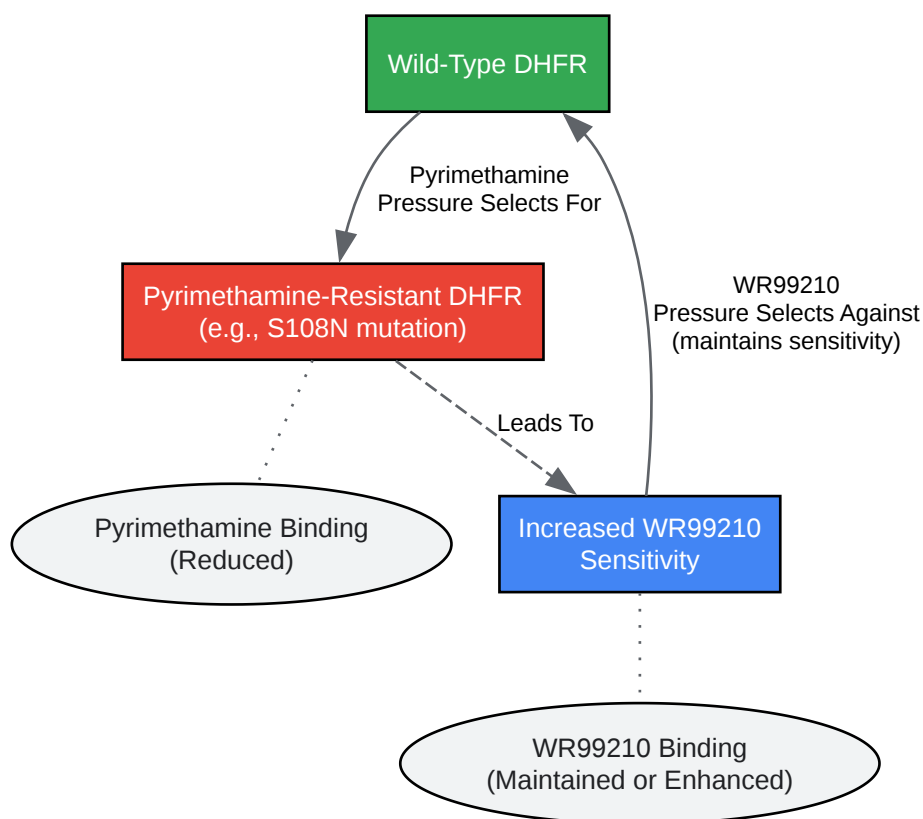 Wild-Type DHFR
Pyrimethamine
Pressure Selects For
Pyrimethamine-Resistant DHFR
(e.g., S108N mutation)
WR99210
Pressure Selects Against
(maintains sensitivity)
Leads To
Pyrimethamine Binding
(Reduced)
Increased WR99210
Sensitivity
WR99210 Binding
(Maintained or Enhanced)